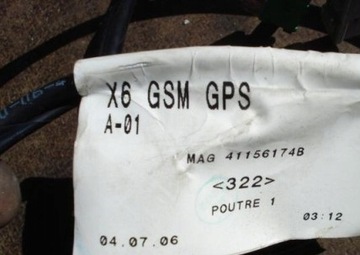 X6 GSM GPS
A-01
MAG 41156174B
<322>
POUTRE 1
03:12
04.07.06